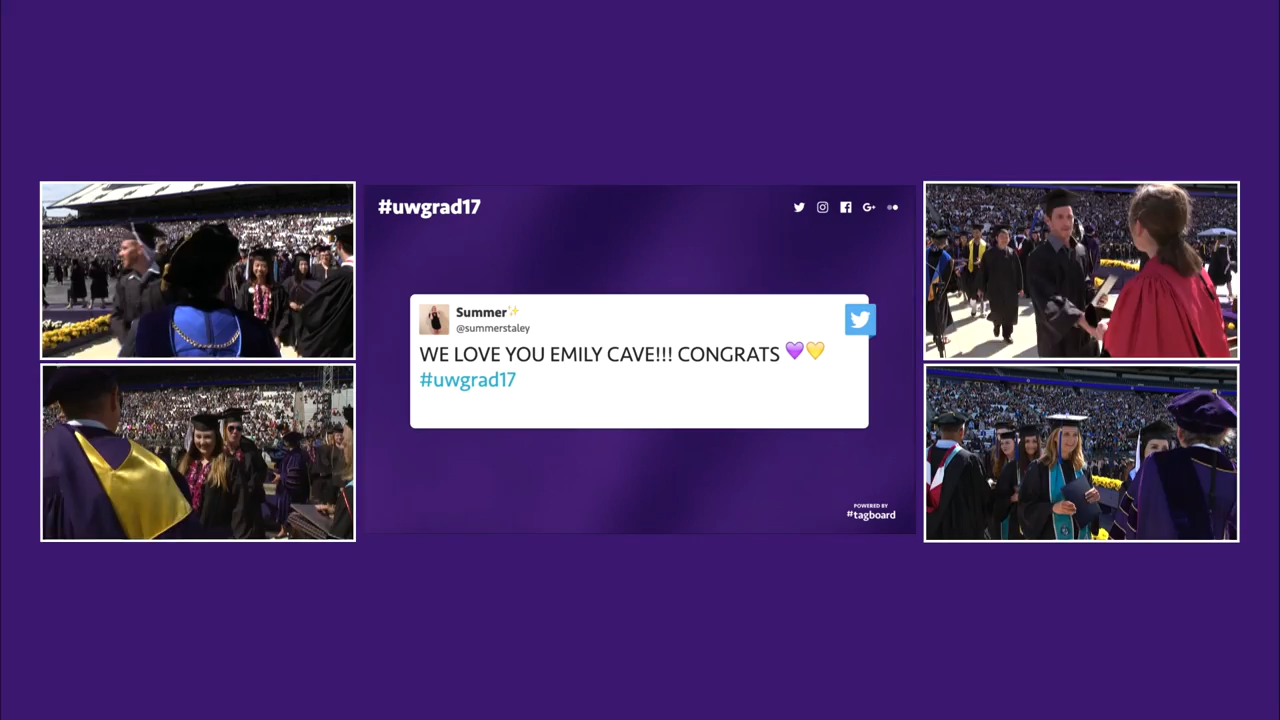 #uwgrad17
Summer✨
@summerstaley
WE LOVE YOU EMILY CAVE!!! CONGRATS 💜💛
#uwgrad17
POWERED BY
#tagboard